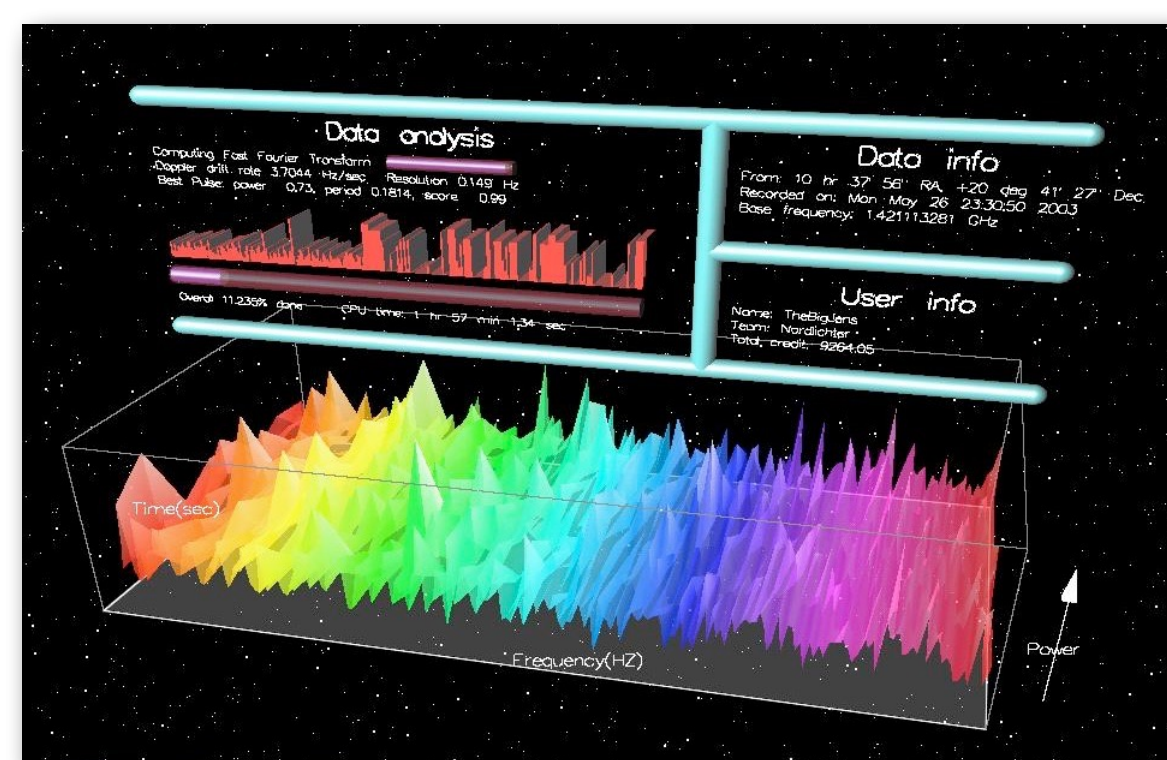 Data analysis
Computing Fast Fourier Transform
Doppler drift rate 3.7044 Hz/sec Resolution 0.149 Hz
Best Pulse: power 0.73, period 0.1814, score 0.99
Overall 11.235% done CPU time: 1 hr 57 min 1.34 sec
Data info
From: 10 hr 37' 56" RA, +20 deg 41' 27" Dec
Recorded on: Mon May 26 23:30:50 2003
Base frequency: 1.421113281 GHz
User info
Name: TheBigJens
Team: Nordlichter
Total credit: 9264.05
Time(sec)
Frequency(HZ)
Power